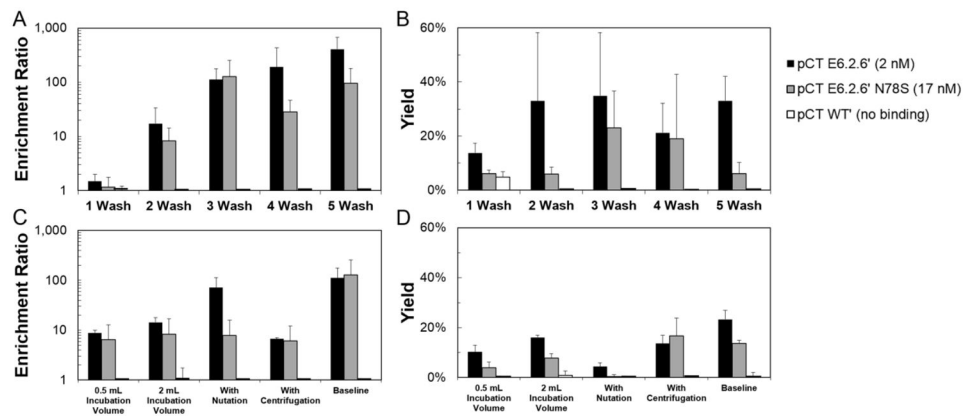 A
1,000
100
10
1
Enrichment Ratio
1 Wash 2 Wash 3 Wash 4 Wash 5 Wash
B
60%
40%
20%
0%
Yield
1 Wash 2 Wash 3 Wash 4 Wash 5 Wash
pCT E6.2.6' (2 nM)
pCT E6.2.6' N78S (17 nM)
pCT WT' (no binding)
C
1,000
100
10
1
Enrichment Ratio
0.5 mL Incubation Volume
2 mL Incubation Volume
With Nutation
With Centrifugation
Baseline
D
60%
40%
20%
0%
Yield
0.5 mL Incubation Volume
2 mL Incubation Volume
With Nutation
With Centrifugation
Baseline